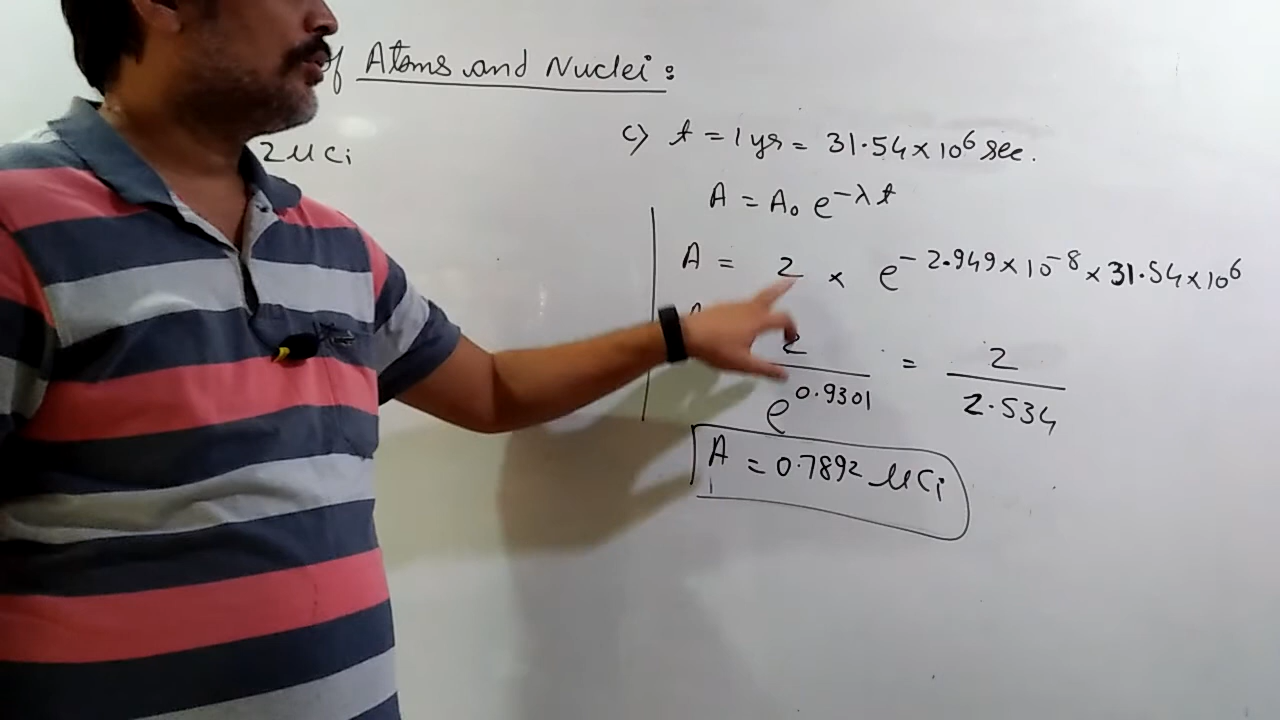 of Atoms and Nuclei :
2 μCi
c) t = 1 yr = 31.54 × 10⁶ sec.
A = A₀ e^(-λt)
A = 2 × e^(-2.949 × 10⁻⁸ × 31.54 × 10⁶)
2 / e^(0.9301) = 2 / 2.534
A = 0.7892 μCi